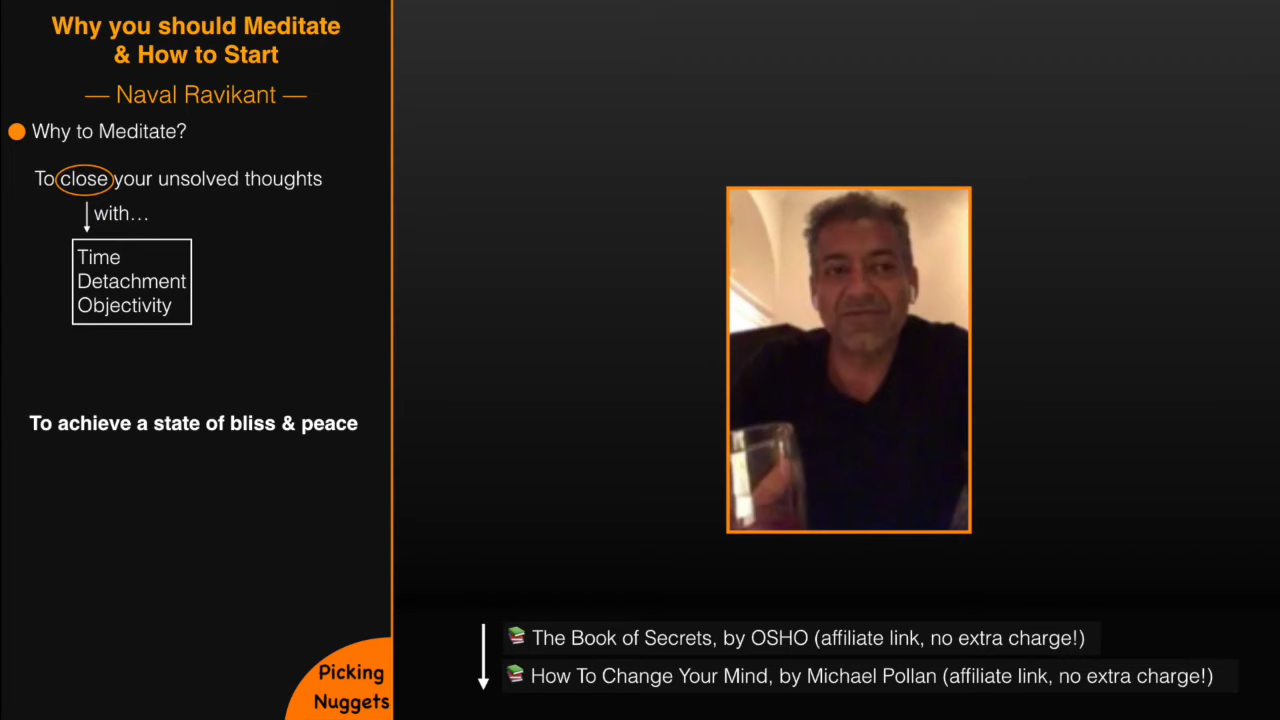 Why you should Meditate
& How to Start
— Naval Ravikant —
Why to Meditate?
To close your unsolved thoughts
with...
Time
Detachment
Objectivity
To achieve a state of bliss & peace
Picking
Nuggets
The Book of Secrets, by OSHO (affiliate link, no extra charge!)
How To Change Your Mind, by Michael Pollan (affiliate link, no extra charge!)